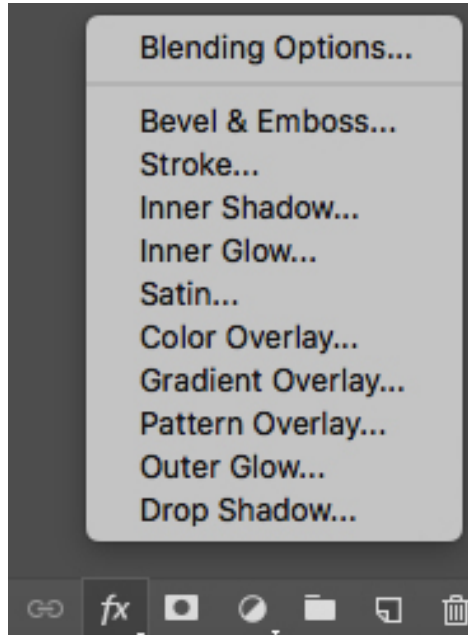 Blending Options...
Bevel & Emboss...
Stroke...
Inner Shadow...
Inner Glow...
Satin...
Color Overlay...
Gradient Overlay...
Pattern Overlay...
Outer Glow...
Drop Shadow...
fx